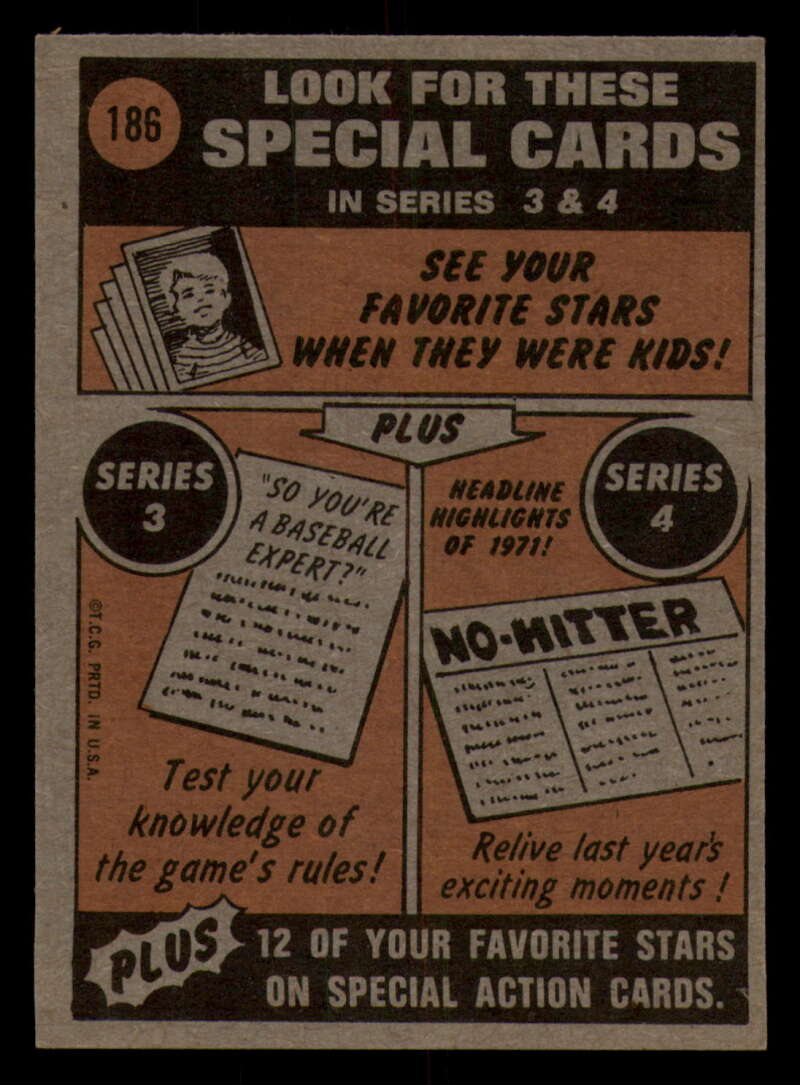 186
LOOK FOR THESE
SPECIAL CARDS
IN SERIES 3 & 4
SEE YOUR
FAVORITE STARS
WHEN THEY WERE KIDS!
PLUS
SERIES
3
"SO YOU'RE
A BASEBALL
EXPERT?"
Test your
knowledge of
the game's rules!
HEADLINE
HIGHLIGHTS
OF 1971!
SERIES
4
NO-HITTER
Relive last year's
exciting moments!
©T.C.G. PRTD. IN U.S.A.
PLUS
12 OF YOUR FAVORITE STARS
ON SPECIAL ACTION CARDS.